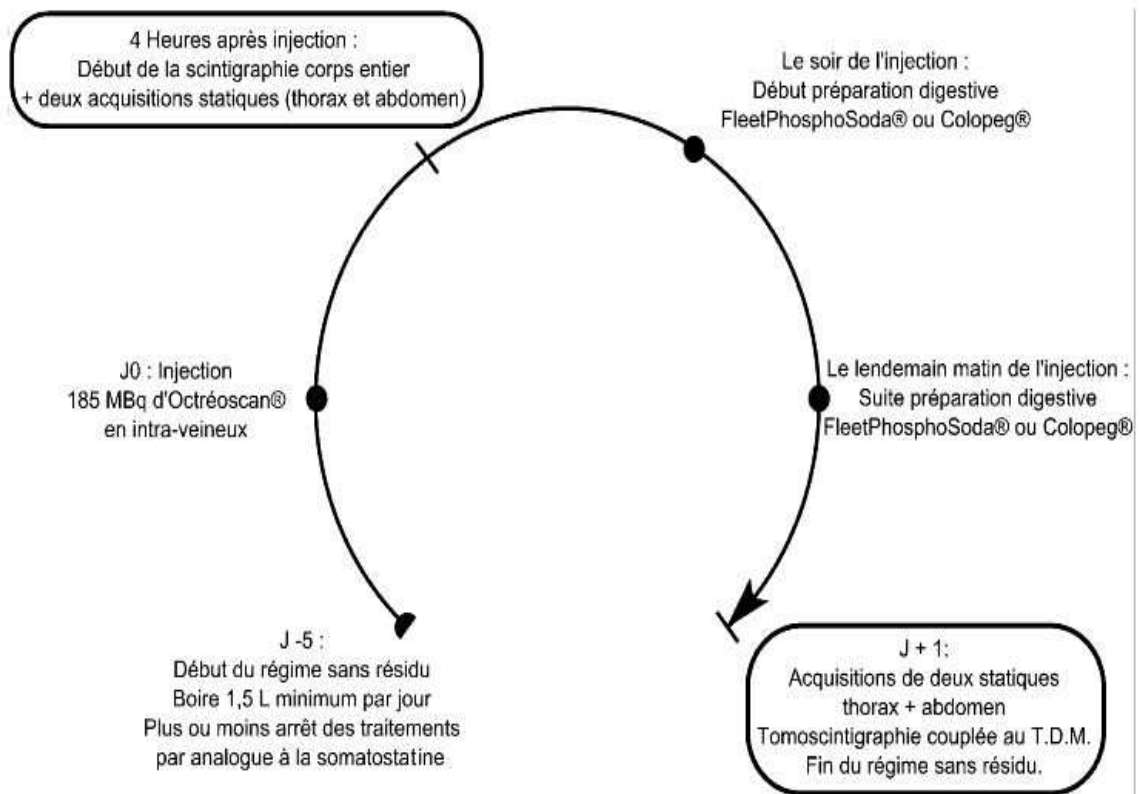 4 Heures après injection :
Début de la scintigraphie corps entier
+ deux acquisitions statiques (thorax et abdomen)
Le soir de l'injection :
Début préparation digestive
FleetPhosphoSoda® ou Colopeg®
J0 : Injection
185 MBq d'Octréoscan®
en intra-veineux
Le lendemain matin de l'injection :
Suite préparation digestive
FleetPhosphoSoda® ou Colopeg®
J -5 :
Début du régime sans résidu
Boire 1,5 L minimum par jour
Plus ou moins arrêt des traitements
par analogue à la somatostatine
J + 1:
Acquisitions de deux statiques
thorax + abdomen
Tomoscintigraphie couplée au T.D.M.
Fin du régime sans résidu.